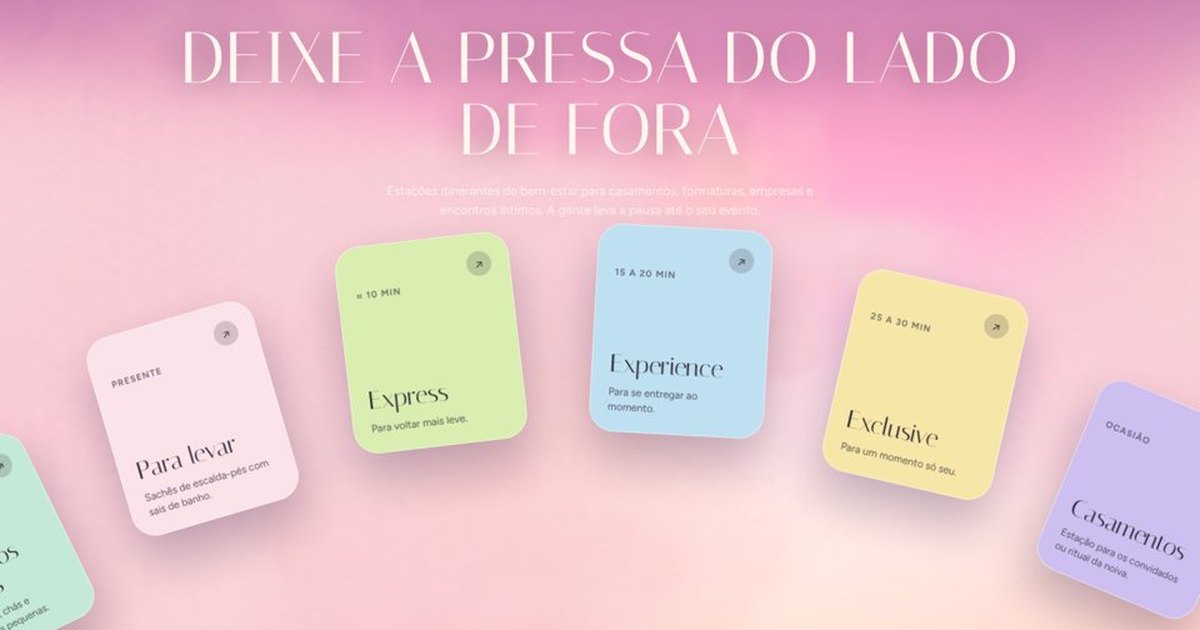 DEIXE A PRESSA DO LADO
DE FORA
Estações itinerantes de bem-estar para casamentos, formaturas, empresas e
encontros íntimos. A gente leva a pausa até o seu evento.
PRESENTE
Para levar
Sachês de escalda-pés com
sais de banho.
≈ 10 MIN
Express
Para voltar mais leve.
15 A 20 MIN
Experience
Para se entregar ao
momento.
25 A 30 MIN
Exclusive
Para um momento só seu.
OCASIÃO
Casamentos
Estação para os convidados
ou ritual da noiva.
os
s
, chás e
s pequenas.